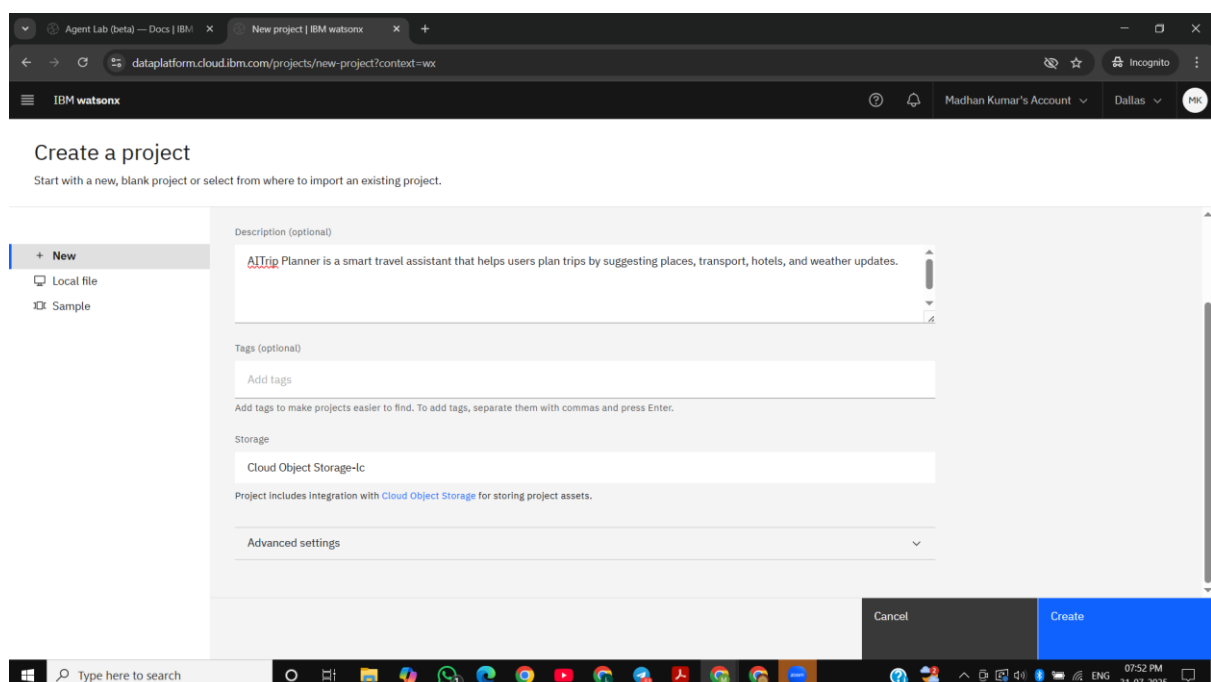 Agent Lab (beta) — Docs | IBM
New project | IBM watsonx
dataplatform.cloud.ibm.com/projects/new-project?context=wx
Incognito
IBM watsonx
Madhan Kumar's Account
Dallas
MK
Create a project
Start with a new, blank project or select from where to import an existing project.
+ New
Local file
Sample
Description (optional)
AITrip Planner is a smart travel assistant that helps users plan trips by suggesting places, transport, hotels, and weather updates.
Tags (optional)
Add tags
Add tags to make projects easier to find. To add tags, separate them with commas and press Enter.
Storage
Cloud Object Storage-lc
Project includes integration with Cloud Object Storage for storing project assets.
Advanced settings
Cancel
Create
Type here to search
ENG
07:52 PM
21-07-2025